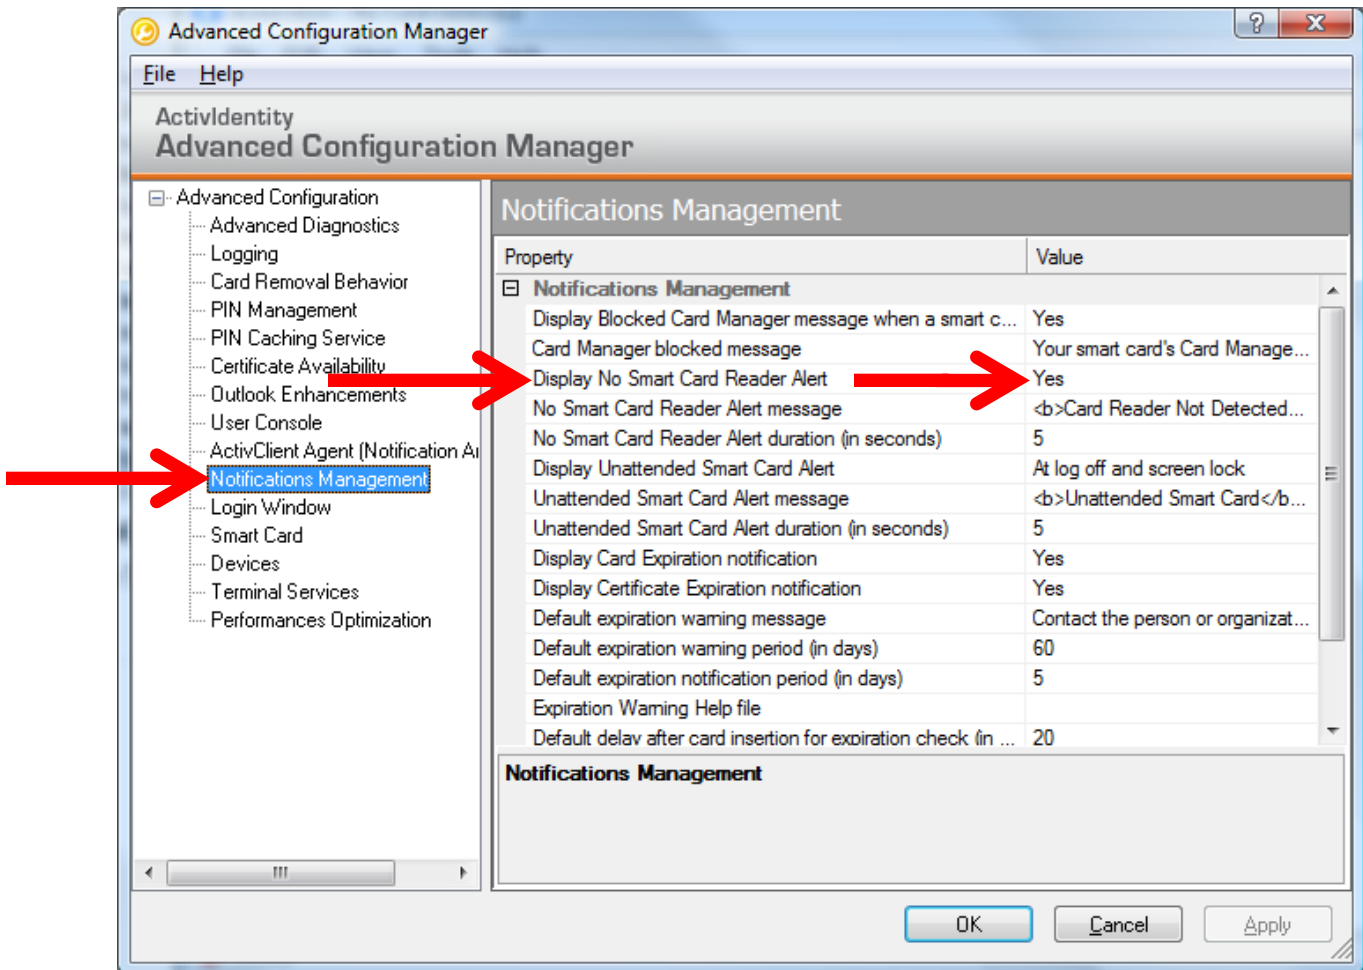 Advanced Configuration Manager
File Help
ActivIdentity
Advanced Configuration Manager
Advanced Configuration
Advanced Diagnostics
Logging
Card Removal Behavior
PIN Management
PIN Caching Service
Certificate Availability
Outlook Enhancements
User Console
ActivClient Agent (Notification Ar
Notifications Management
Login Window
Smart Card
Devices
Terminal Services
Performances Optimization
Notifications Management
Property Value
Notifications Management
Display Blocked Card Manager message when a smart c... Yes
Card Manager blocked message Your smart card's Card Manage...
Display No Smart Card Reader Alert Yes
No Smart Card Reader Alert message <b>Card Reader Not Detected...
No Smart Card Reader Alert duration (in seconds) 5
Display Unattended Smart Card Alert At log off and screen lock
Unattended Smart Card Alert message <b>Unattended Smart Card</b...
Unattended Smart Card Alert duration (in seconds) 5
Display Card Expiration notification Yes
Display Certificate Expiration notification Yes
Default expiration warning message Contact the person or organizat...
Default expiration warning period (in days) 60
Default expiration notification period (in days) 5
Expiration Warning Help file
Default delay after card insertion for expiration check (in ... 20
Notifications Management
OK Cancel Apply